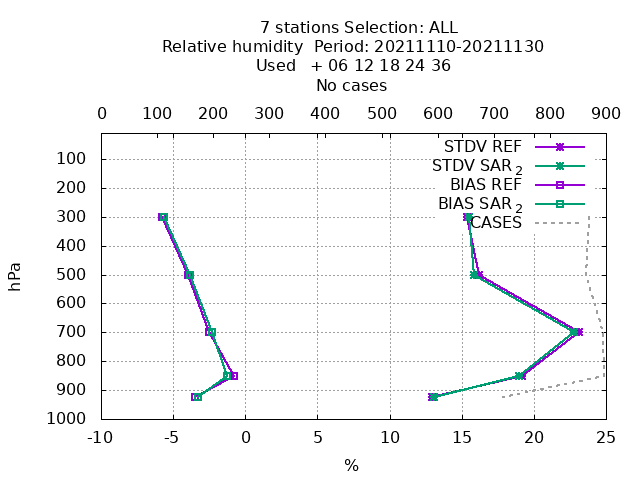 7 stations Selection: ALL
Relative humidity  Period: 20211110-20211130
Used   + 06 12 18 24 36
No cases
0 100 200 300 400 500 600 700 800 900
STDV REF
STDV SAR 2
BIAS REF
BIAS SAR 2
CASES
100
200
300
400
500
600
700
800
900
1000
hPa
-10 -5 0 5 10 15 20 25
%